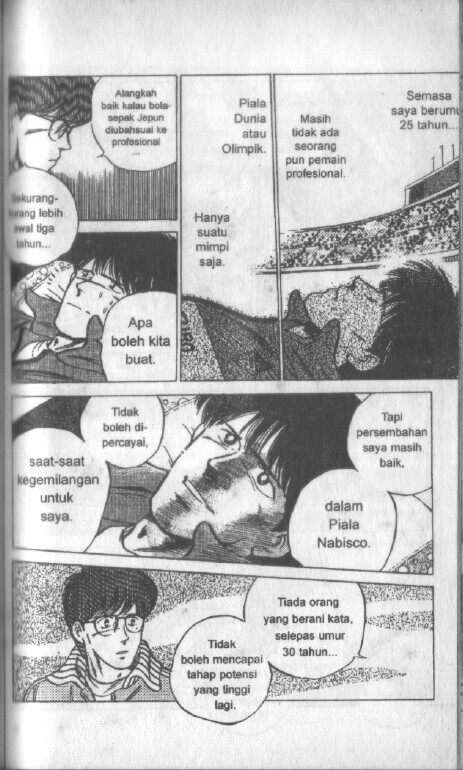 Semasa
saya berumu
25 tahun...
Masih
tidak ada
seorang
pun pemain
profesional.
Piala
Dunia
atau
Olimpik.
Hanya
suatu
mimpi
saja.
Alangkah
baik kalau bola-
sepak Jepun
diubahsuai ke
profesional
...
ekurang-
urang lebih
awal tiga
tahun...
Apa
boleh kita
buat.
Tapi
persembahan
saya masih
baik,
dalam
Piala
Nabisco.
Tidak
boleh di-
percayai,
saat-saat
kegemilangan
untuk
saya.
Tiada orang
yang berani kata,
selepas umur
30 tahun...
Tidak
boleh mencapai
tahap potensi
yang tinggi
lagi.